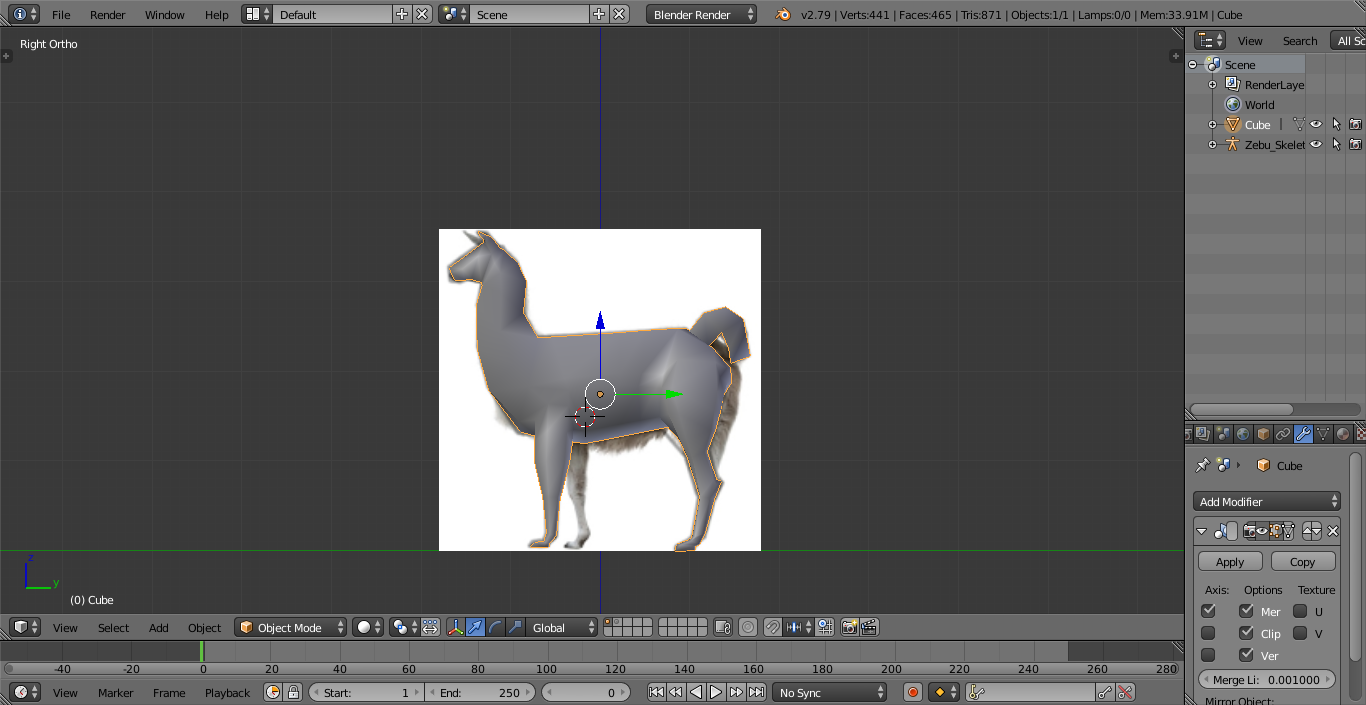 File Render Window Help Default Scene Blender Render v2.79 | Verts:441 | Faces:465 | Tris:871 | Objects:1/1 | Lamps:0/0 | Mem:33.91M | Cube
Right Ortho
View Search All Sc
Scene
RenderLaye
World
Cube
Zebu_Skelet
Cube
Add Modifier
Apply Copy
Axis: Options Texture
Mer U
Clip V
Ver
Merge Li: 0.001000
Mirror Object:
z
y
(0) Cube
View Select Add Object Object Mode Global
-40 -20 0 20 40 60 80 100 120 140 160 180 200 220 240 260 280
View Marker Frame Playback Start: 1 End: 250 0 No Sync